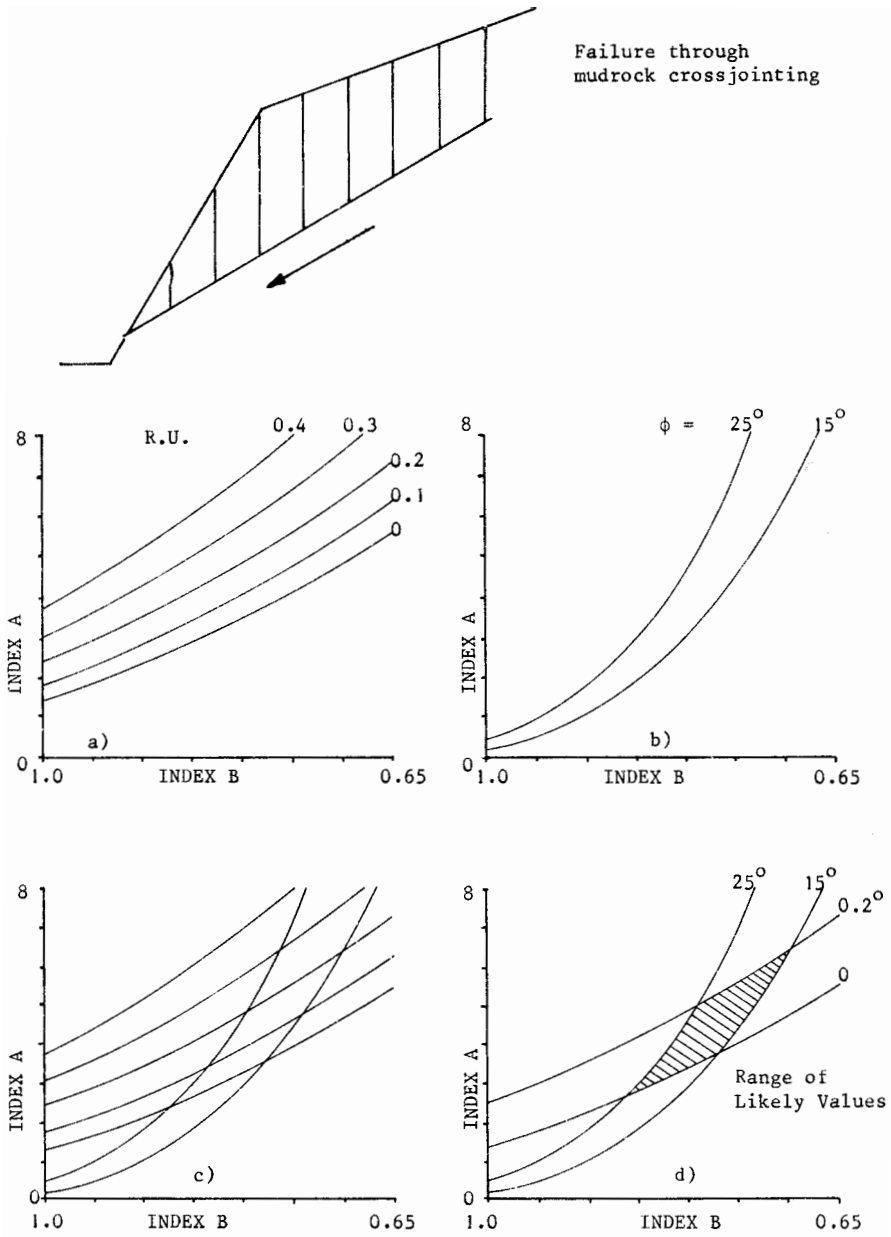 Failure through
mudrock crossjointing
8
R.U.
0.4
0.3
0.2
0.1
0
INDEX A
a)
0
1.0
INDEX B
0.65
8
ϕ = 25° 15°
INDEX A
b)
0
1.0
INDEX B
0.65
8
INDEX A
c)
0
1.0
INDEX B
0.65
8
25°
15°
0.2°
0
INDEX A
Range of
Likely Values
d)
0
1.0
INDEX B
0.65